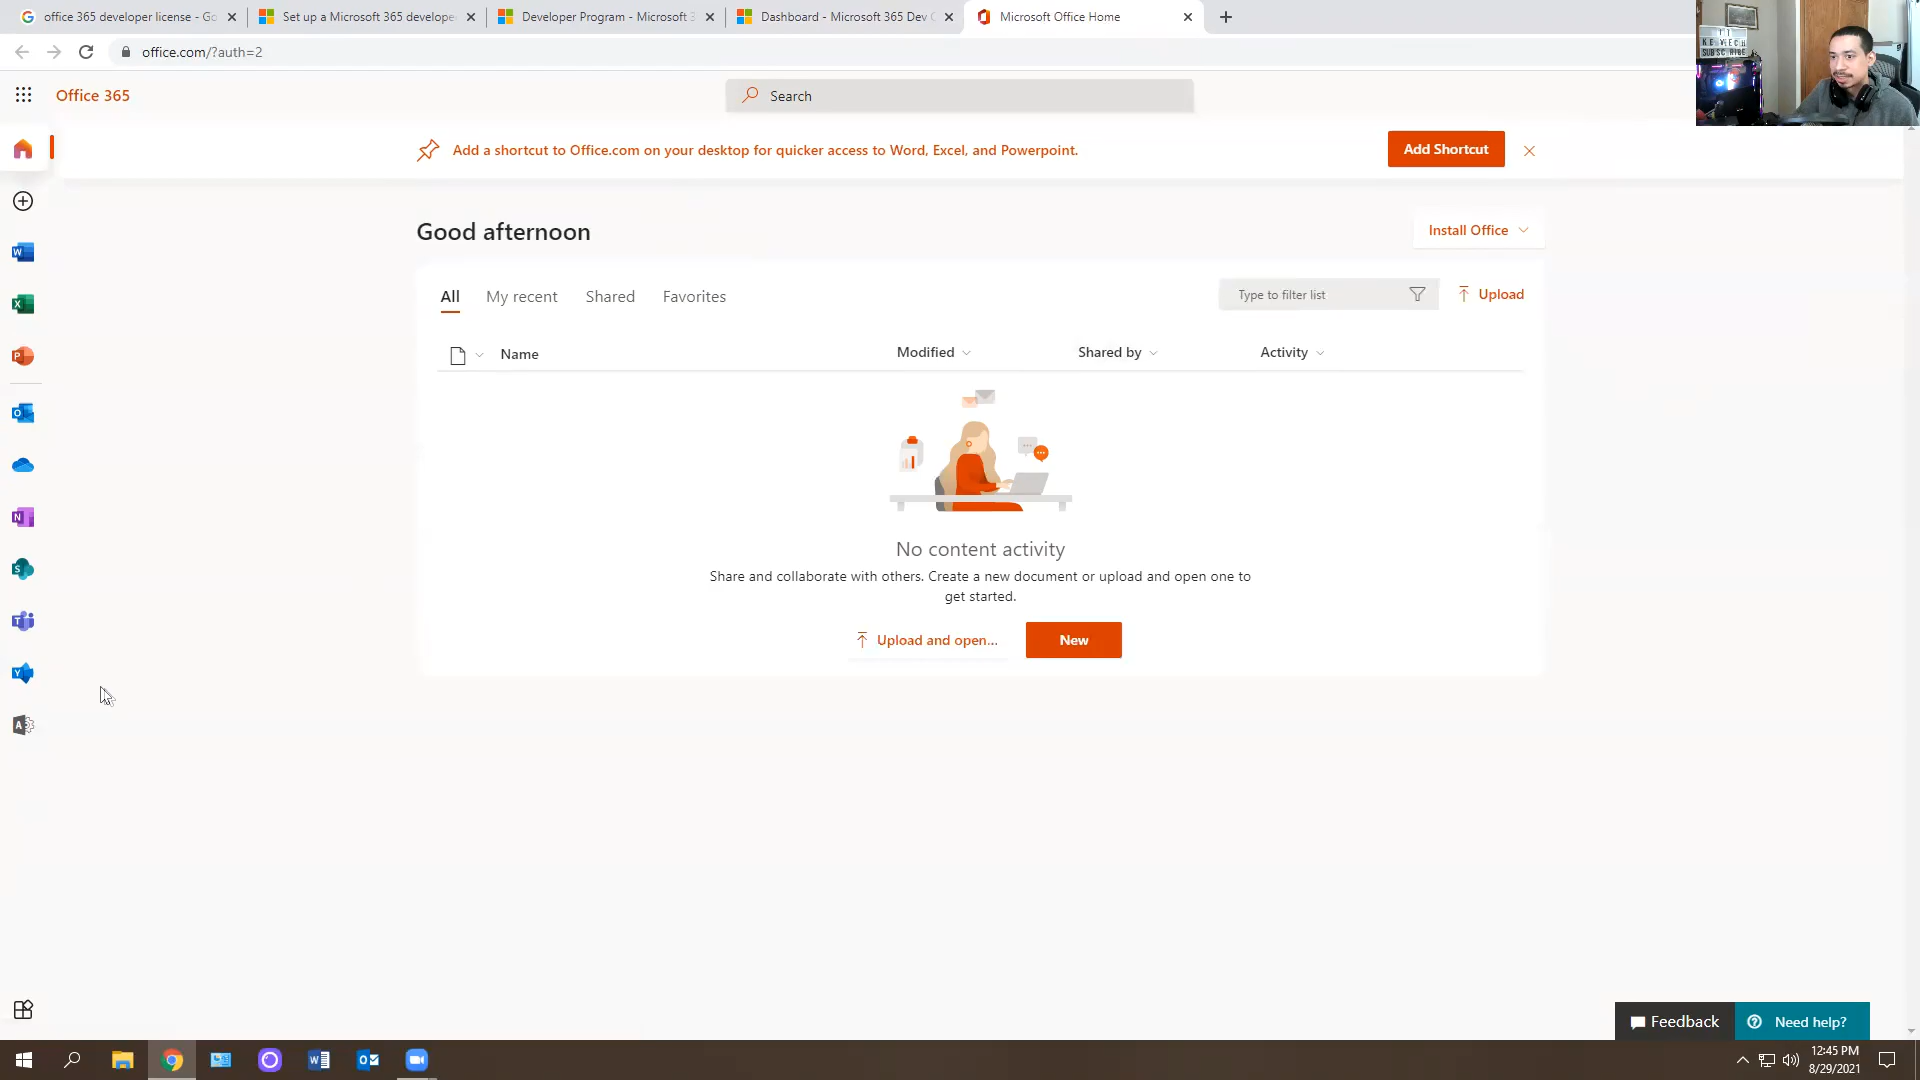 office 365 developer license - Go
Set up a Microsoft 365 develope
Developer Program - Microsoft 3
Dashboard - Microsoft 365 Dev C
Microsoft Office Home
office.com/?auth=2
Office 365
Search
Add a shortcut to Office.com on your desktop for quicker access to Word, Excel, and Powerpoint.
Add Shortcut
Good afternoon
Install Office
All
My recent
Shared
Favorites
Type to filter list
Upload
Name
Modified
Shared by
Activity
No content activity
Share and collaborate with others. Create a new document or upload and open one to
get started.
Upload and open...
New
Feedback
Need help?
12:45 PM
8/29/2021